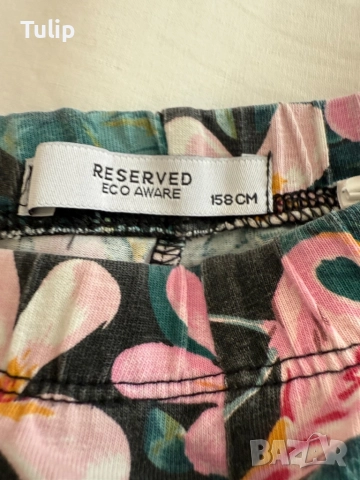 Tulip
RESERVED
ECO AWARE
158CM
BAZAR